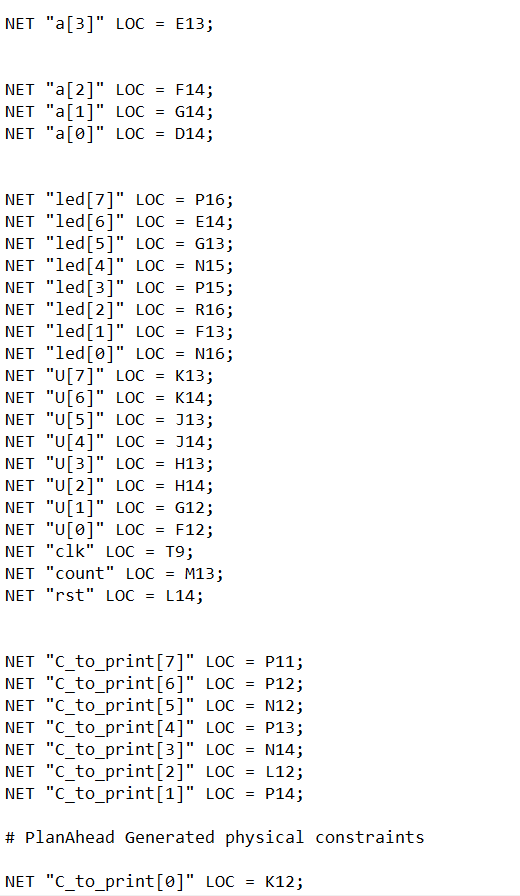 NET "a[3]" LOC = E13;
NET "a[2]" LOC = F14;
NET "a[1]" LOC = G14;
NET "a[0]" LOC = D14;
NET "led[7]" LOC = P16;
NET "led[6]" LOC = E14;
NET "led[5]" LOC = G13;
NET "led[4]" LOC = N15;
NET "led[3]" LOC = P15;
NET "led[2]" LOC = R16;
NET "led[1]" LOC = F13;
NET "led[0]" LOC = N16;
NET "U[7]" LOC = K13;
NET "U[6]" LOC = K14;
NET "U[5]" LOC = J13;
NET "U[4]" LOC = J14;
NET "U[3]" LOC = H13;
NET "U[2]" LOC = H14;
NET "U[1]" LOC = G12;
NET "U[0]" LOC = F12;
NET "clk" LOC = T9;
NET "count" LOC = M13;
NET "rst" LOC = L14;
NET "C_to_print[7]" LOC = P11;
NET "C_to_print[6]" LOC = P12;
NET "C_to_print[5]" LOC = N12;
NET "C_to_print[4]" LOC = P13;
NET "C_to_print[3]" LOC = N14;
NET "C_to_print[2]" LOC = L12;
NET "C_to_print[1]" LOC = P14;
# PlanAhead Generated physical constraints
NET "C_to_print[0]" LOC = K12;